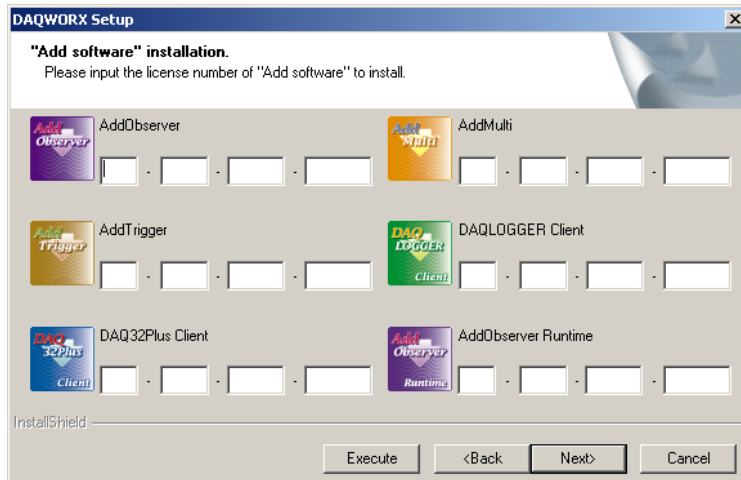 DAQWORX Setup
"Add software" installation.
Please input the license number of "Add software" to install.
Add Observer
AddObserver
- - -
Add Multi
AddMulti
- - -
Add Trigger
AddTrigger
- - -
DAQ LOGGER Client
DAQLOGGER Client
- - -
DAQ 32Plus Client
DAQ32Plus Client
- - -
Add Observer Runtime
AddObserver Runtime
- - -
InstallShield
Execute <Back Next> Cancel